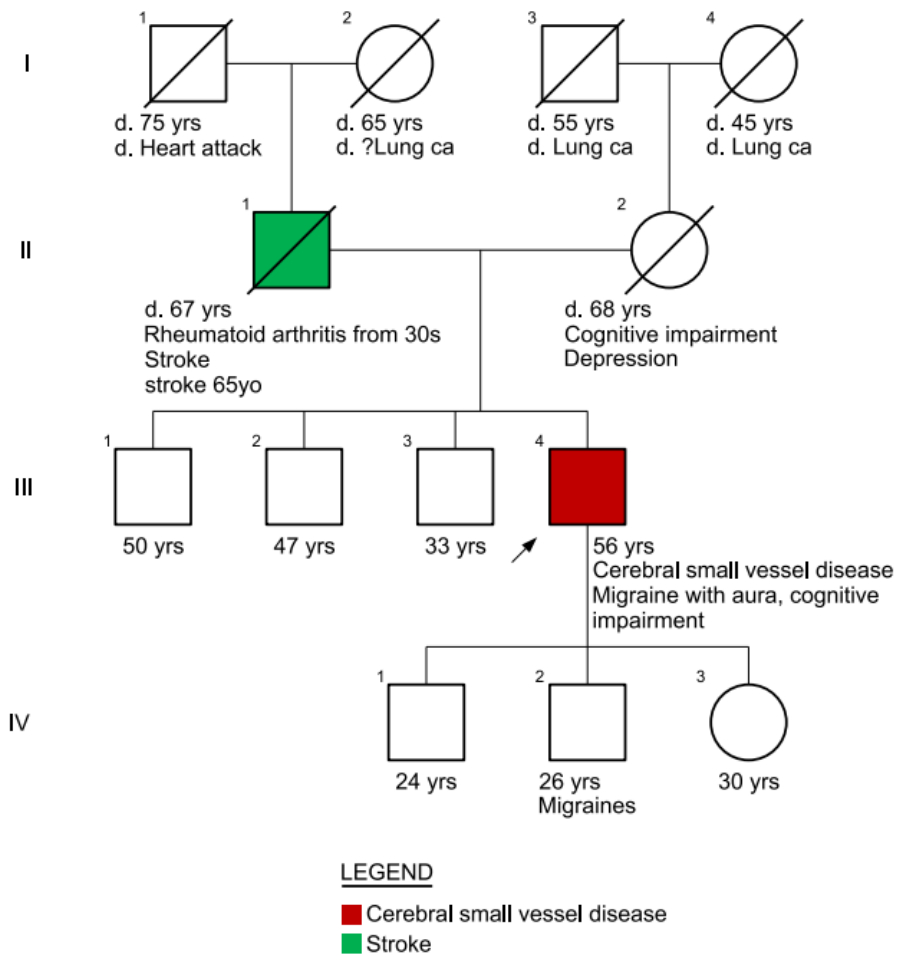 1
2
3
4
I
d. 75 yrs
d. Heart attack
d. 65 yrs
d. ?Lung ca
d. 55 yrs
d. Lung ca
d. 45 yrs
d. Lung ca
1
2
II
d. 67 yrs
Rheumatoid arthritis from 30s
Stroke
stroke 65yo
d. 68 yrs
Cognitive impairment
Depression
1
2
3
4
III
50 yrs
47 yrs
33 yrs
56 yrs
Cerebral small vessel disease
Migraine with aura, cognitive
impairment
1
2
3
IV
24 yrs
26 yrs
Migraines
30 yrs
LEGEND
Cerebral small vessel disease
Stroke